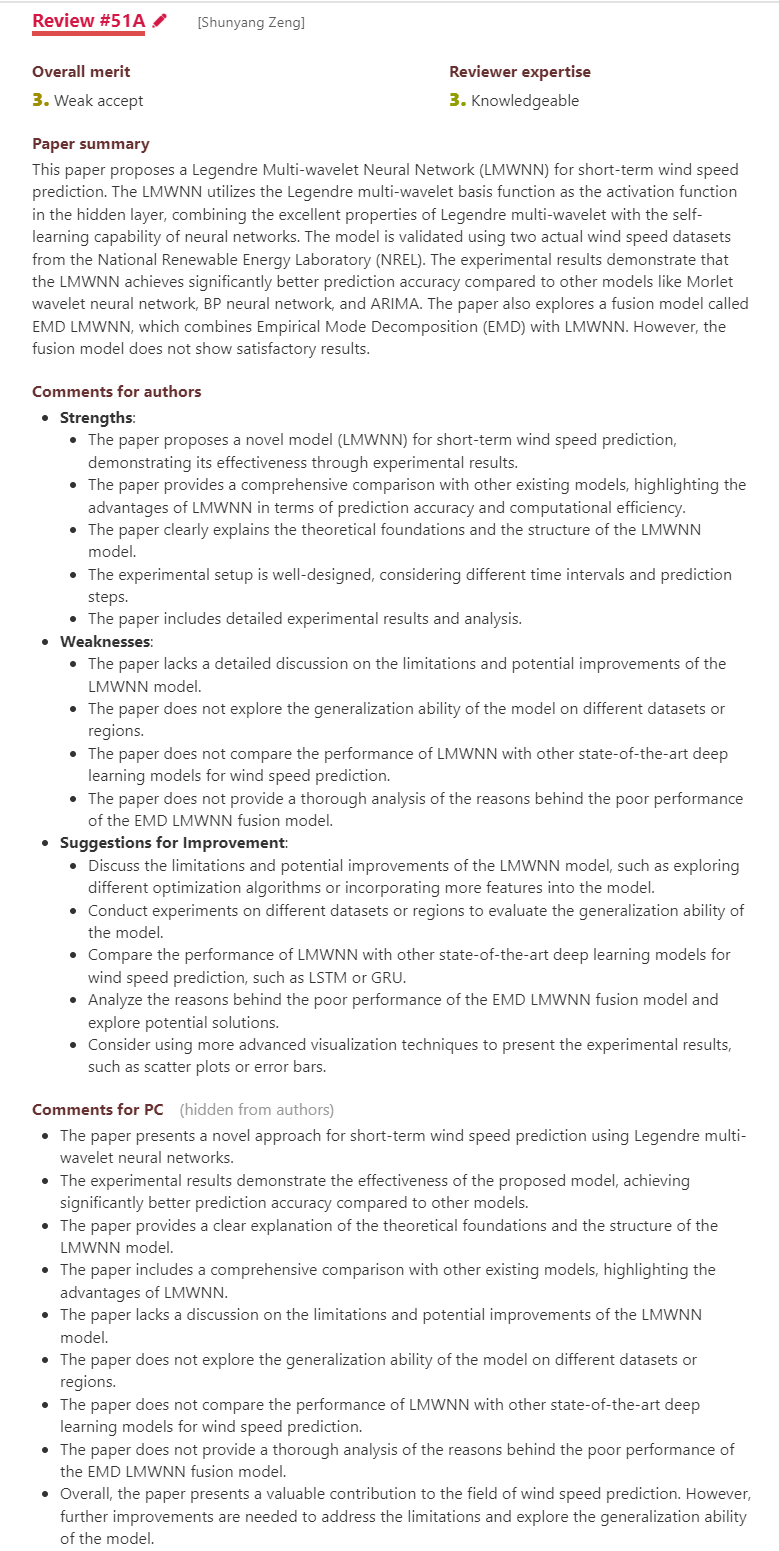 Review #51A [Shunyang Zeng]
Overall merit
Reviewer expertise
3. Weak accept
3. Knowledgeable
Paper summary
This paper proposes a Legendre Multi-wavelet Neural Network (LMWNN) for short-term wind speed
prediction. The LMWNN utilizes the Legendre multi-wavelet basis function as the activation function
in the hidden layer, combining the excellent properties of Legendre multi-wavelet with the self-
learning capability of neural networks. The model is validated using two actual wind speed datasets
from the National Renewable Energy Laboratory (NREL). The experimental results demonstrate that
the LMWNN achieves significantly better prediction accuracy compared to other models like Morlet
wavelet neural network, BP neural network, and ARIMA. The paper also explores a fusion model called
EMD LMWNN, which combines Empirical Mode Decomposition (EMD) with LMWNN. However, the
fusion model does not show satisfactory results.
Comments for authors
• Strengths:
• The paper proposes a novel model (LMWNN) for short-term wind speed prediction,
demonstrating its effectiveness through experimental results.
• The paper provides a comprehensive comparison with other existing models, highlighting the
advantages of LMWNN in terms of prediction accuracy and computational efficiency.
• The paper clearly explains the theoretical foundations and the structure of the LMWNN
model.
• The experimental setup is well-designed, considering different time intervals and prediction
steps.
• The paper includes detailed experimental results and analysis.
• Weaknesses:
• The paper lacks a detailed discussion on the limitations and potential improvements of the
LMWNN model.
• The paper does not explore the generalization ability of the model on different datasets or
regions.
• The paper does not compare the performance of LMWNN with other state-of-the-art deep
learning models for wind speed prediction.
• The paper does not provide a thorough analysis of the reasons behind the poor performance
of the EMD LMWNN fusion model.
• Suggestions for Improvement:
• Discuss the limitations and potential improvements of the LMWNN model, such as exploring
different optimization algorithms or incorporating more features into the model.
• Conduct experiments on different datasets or regions to evaluate the generalization ability of
the model.
• Compare the performance of LMWNN with other state-of-the-art deep learning models for
wind speed prediction, such as LSTM or GRU.
• Analyze the reasons behind the poor performance of the EMD LMWNN fusion model and
explore potential solutions.
• Consider using more advanced visualization techniques to present the experimental results,
such as scatter plots or error bars.
Comments for PC (hidden from authors)
• The paper presents a novel approach for short-term wind speed prediction using Legendre multi-
wavelet neural networks.
• The experimental results demonstrate the effectiveness of the proposed model, achieving
significantly better prediction accuracy compared to other models.
• The paper provides a clear explanation of the theoretical foundations and the structure of the
LMWNN model.
• The paper includes a comprehensive comparison with other existing models, highlighting the
advantages of LMWNN.
• The paper lacks a discussion on the limitations and potential improvements of the LMWNN
model.
• The paper does not explore the generalization ability of the model on different datasets or
regions.
• The paper does not compare the performance of LMWNN with other state-of-the-art deep
learning models for wind speed prediction.
• The paper does not provide a thorough analysis of the reasons behind the poor performance of
the EMD LMWNN fusion model.
• Overall, the paper presents a valuable contribution to the field of wind speed prediction. However,
further improvements are needed to address the limitations and explore the generalization ability
of the model.